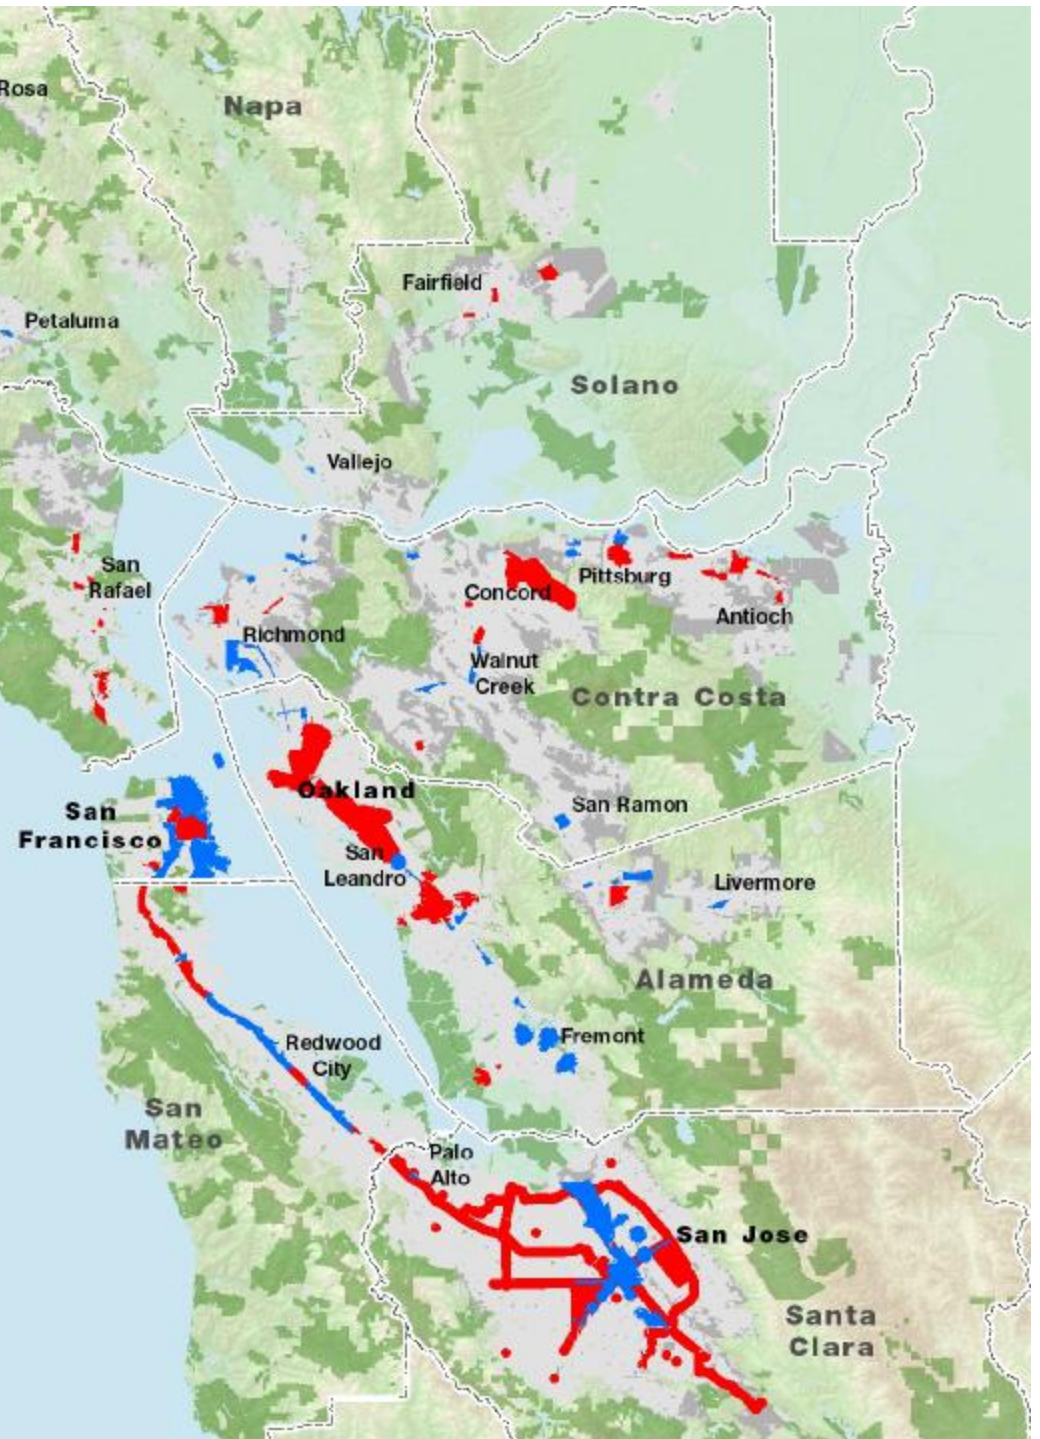 Rosa
Napa
Fairfield
Petaluma
Solano
Vallejo
San
Rafael
Concord
Pittsburg
Antioch
Richmond
Walnut
Creek
Contra Costa
Oakland
San
Francisco
San Ramon
San
Leandro
Livermore
Alameda
Fremont
Redwood
City
San
Mateo
Palo
Alto
San Jose
Santa
Clara